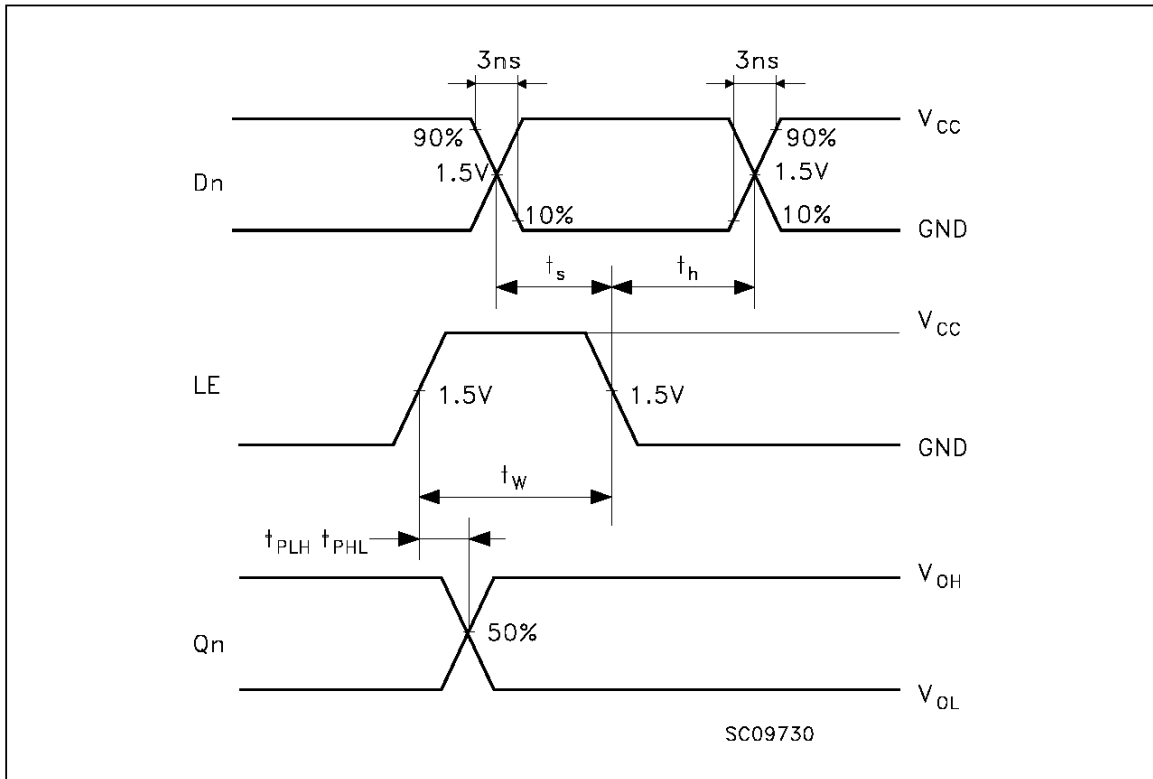 3ns 3ns
V_CC
90% 90%
Dn 1.5V 1.5V
10% 10%
GND
t_s t_h
V_CC
LE 1.5V 1.5V
GND
t_W
t_PLH t_PHL
V_OH
Qn 50%
V_OL
SC09730